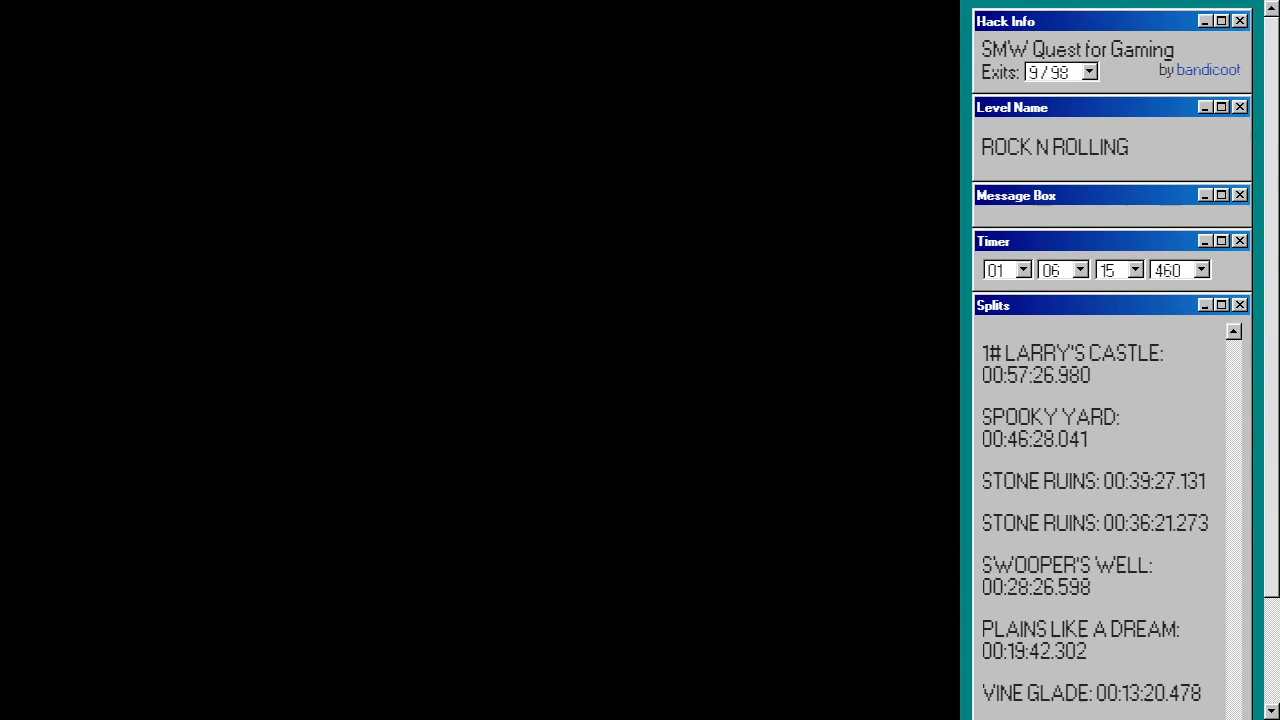 Hack Info
SMW Quest for Gaming
Exits: 9 / 98
by bandicoot
Level Name
ROCK N ROLLING
Message Box
Timer
01 06 15 460
Splits
1# LARRY'S CASTLE:
00:57:26.980
SPOOKY YARD:
00:46:28.041
STONE RUINS: 00:39:27.131
STONE RUINS: 00:36:21.273
SWOOPER'S WELL:
00:28:26.598
PLAINS LIKE A DREAM:
00:19:42.302
VINE GLADE: 00:13:20.478